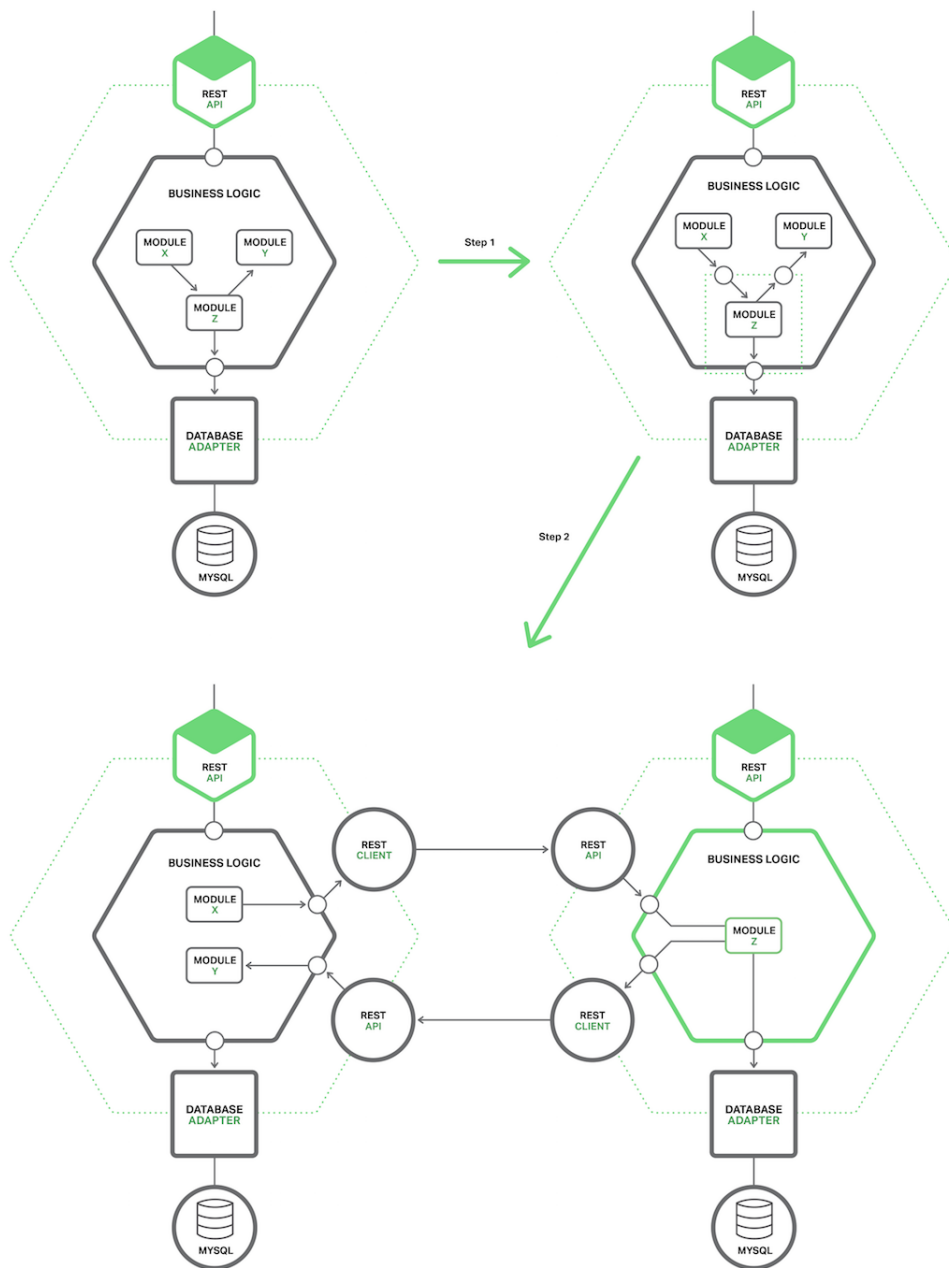 REST
API
BUSINESS LOGIC
MODULE
X
MODULE
Y
MODULE
Z
DATABASE
ADAPTER
MYSQL
Step 1
REST
API
BUSINESS LOGIC
MODULE
X
MODULE
Y
MODULE
Z
DATABASE
ADAPTER
MYSQL
Step 2
REST
API
BUSINESS LOGIC
MODULE
X
MODULE
Y
REST
CLIENT
REST
API
DATABASE
ADAPTER
MYSQL
REST
API
REST
API
BUSINESS LOGIC
MODULE
Z
REST
CLIENT
DATABASE
ADAPTER
MYSQL